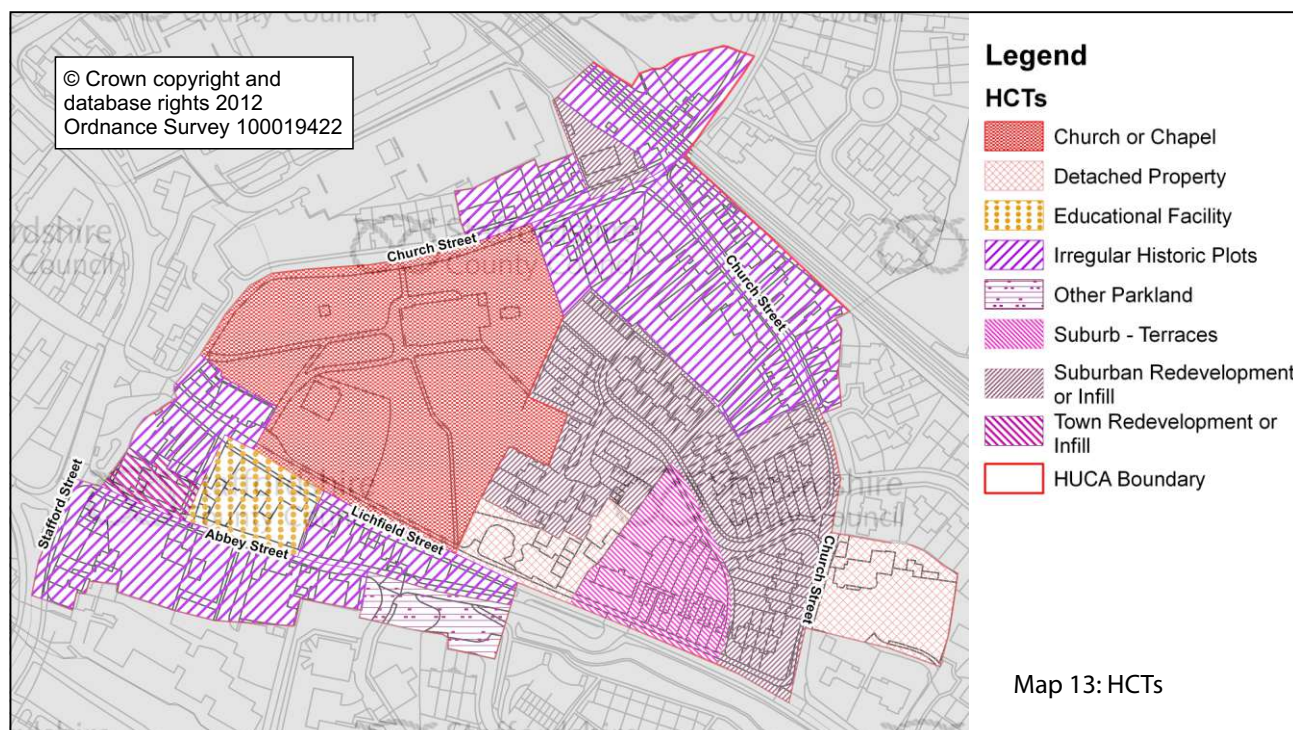 County Council
© Crown copyright and
database rights 2012
Ordnance Survey 100019422
Church Street
Church Street
Lichfield Street
Stafford Street
Abbey Street
Church Street
Legend
HCTs
Church or Chapel
Detached Property
Educational Facility
Irregular Historic Plots
Other Parkland
Suburb - Terraces
Suburban Redevelopment
or Infill
Town Redevelopment or
Infill
HUCA Boundary
Map 13: HCTs